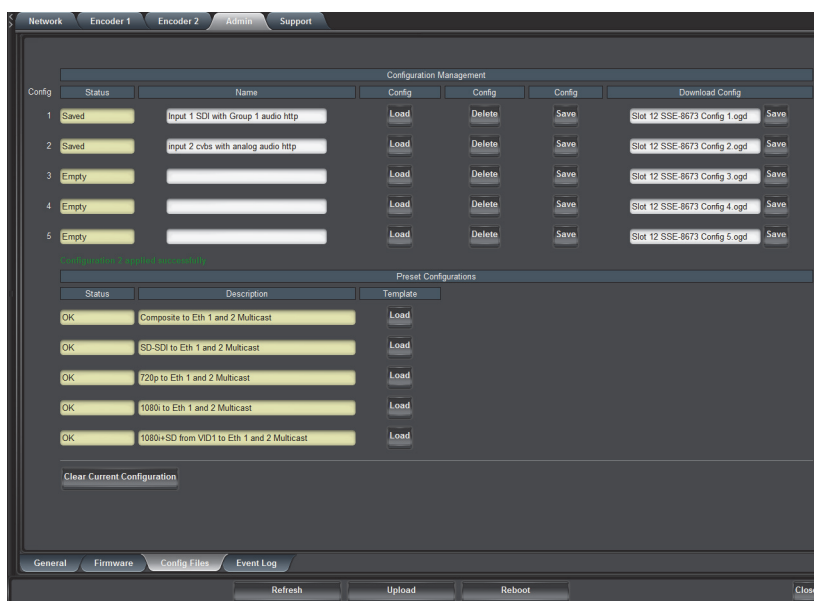 Network Encoder 1 Encoder 2 Admin Support
Configuration Management
Config Status Name Config Config Config Download Config
1 Saved Input 1 SDI with Group 1 audio http Load Delete Save Slot 12 SSE-8673 Config 1.ogd Save
2 Saved input 2 cvbs with analog audio http Load Delete Save Slot 12 SSE-8673 Config 2.ogd Save
3 Empty Load Delete Save Slot 12 SSE-8673 Config 3.ogd Save
4 Empty Load Delete Save Slot 12 SSE-8673 Config 4.ogd Save
5 Empty Load Delete Save Slot 12 SSE-8673 Config 5.ogd Save
Configuration 2 applied successfully
Preset Configurations
Status Description Template
OK Composite to Eth 1 and 2 Multicast Load
OK SD-SDI to Eth 1 and 2 Multicast Load
OK 720p to Eth 1 and 2 Multicast Load
OK 1080i to Eth 1 and 2 Multicast Load
OK 1080i+SD from VID1 to Eth 1 and 2 Multicast Load
Clear Current Configuration
General Firmware Config Files Event Log
Refresh Upload Reboot Close